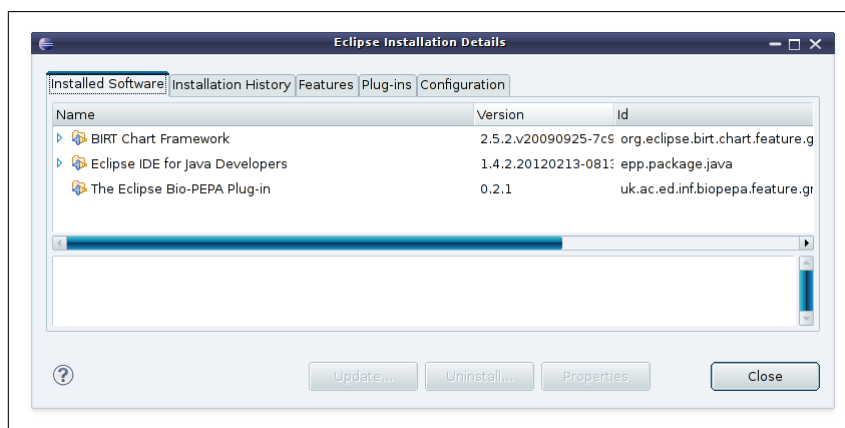 Eclipse Installation Details
Installed Software Installation History Features Plug-ins Configuration
Name Version Id
BIRT Chart Framework 2.5.2.v20090925-7c9 org.eclipse.birt.chart.feature.g
Eclipse IDE for Java Developers 1.4.2.20120213-0813 epp.package.java
The Eclipse Bio-PEPA Plug-in 0.2.1 uk.ac.ed.inf.biopepa.feature.gr
? Update... Uninstall... Properties Close